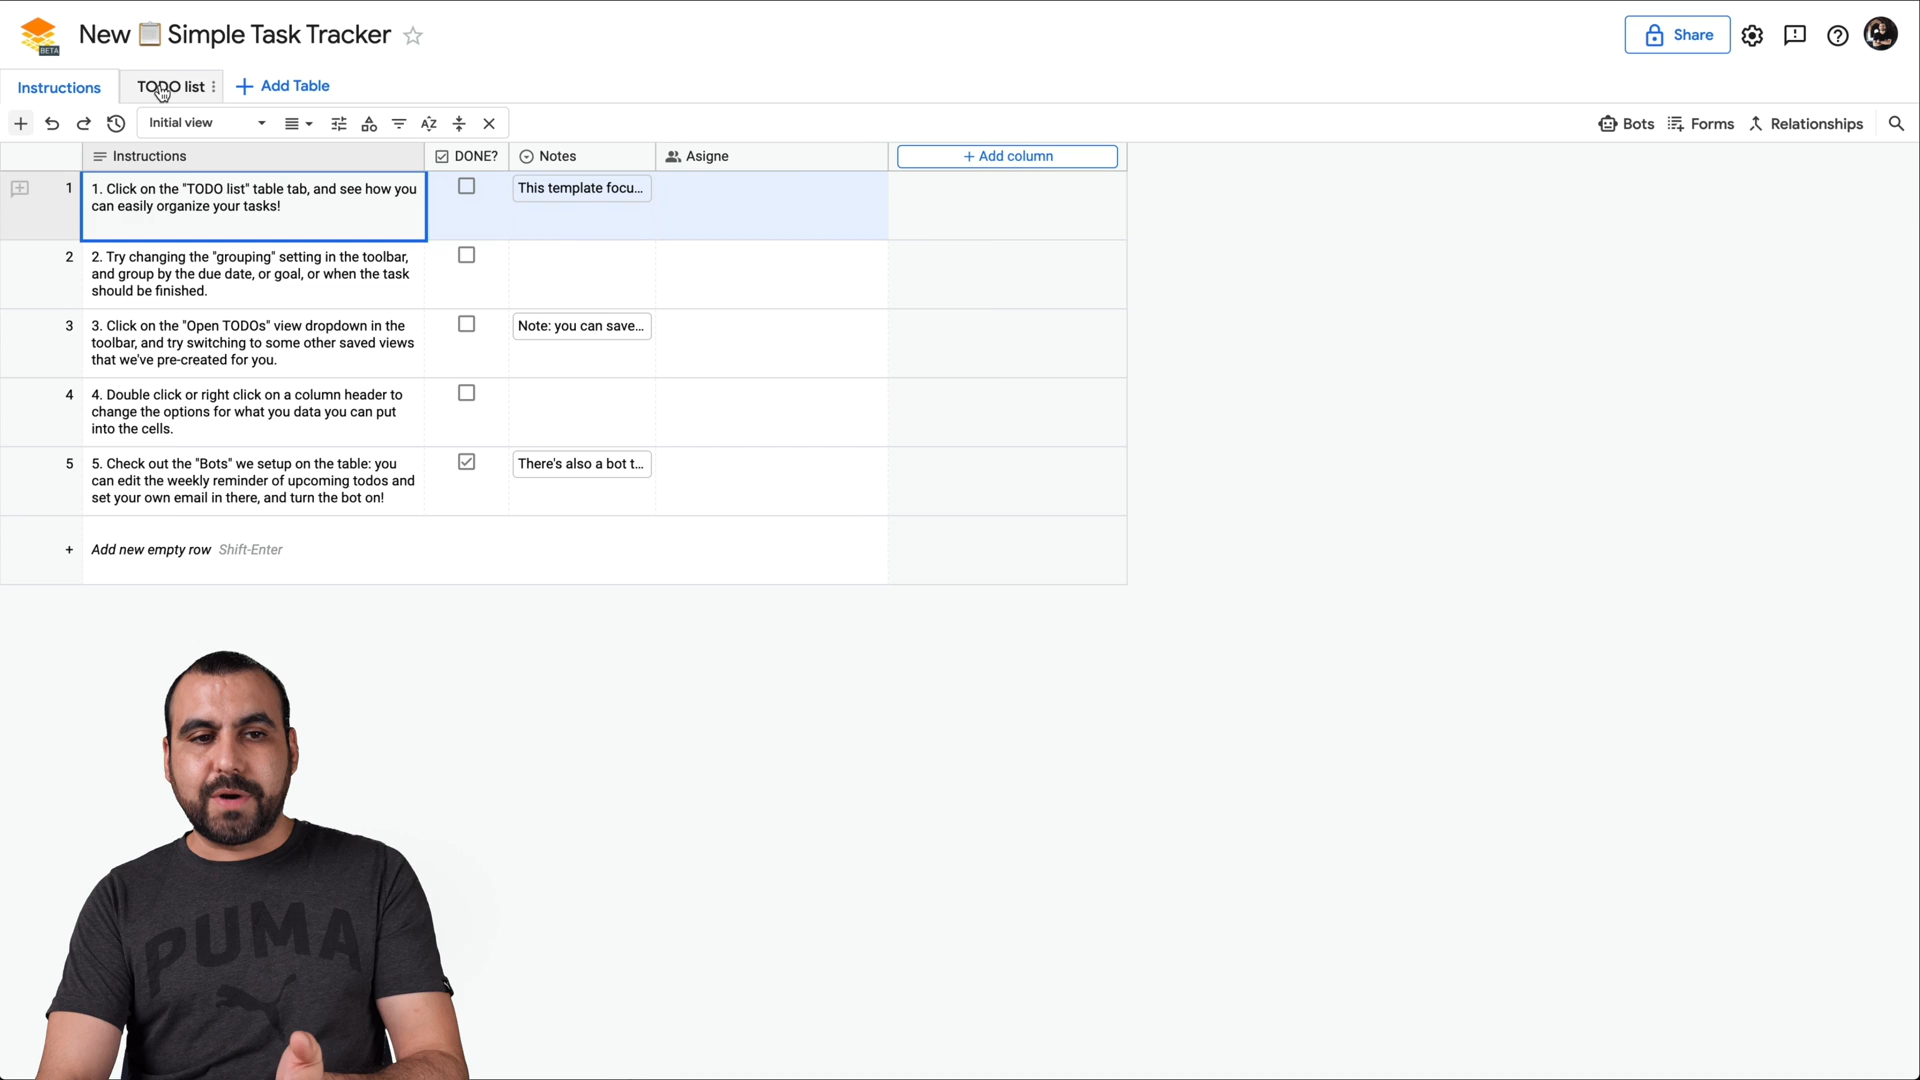 New 📋 Simple Task Tracker
BETA
Share
Instructions
TODO list
Add Table
Initial view
Bots
Forms
Relationships
Instructions
DONE?
Notes
Asigne
+ Add column
1
1. Click on the "TODO list" table tab, and see how you
can easily organize your tasks!
This template focu...
2
2. Try changing the "grouping" setting in the toolbar,
and group by the due date, or goal, or when the task
should be finished.
3
3. Click on the "Open TODOs" view dropdown in the
toolbar, and try switching to some other saved views
that we've pre-created for you.
Note: you can save...
4
4. Double click or right click on a column header to
change the options for what you data you can put
into the cells.
5
5. Check out the "Bots" we setup on the table: you
can edit the weekly reminder of upcoming todos and
set your own email in there, and turn the bot on!
There's also a bot t...
+ Add new empty row Shift-Enter
PUMA